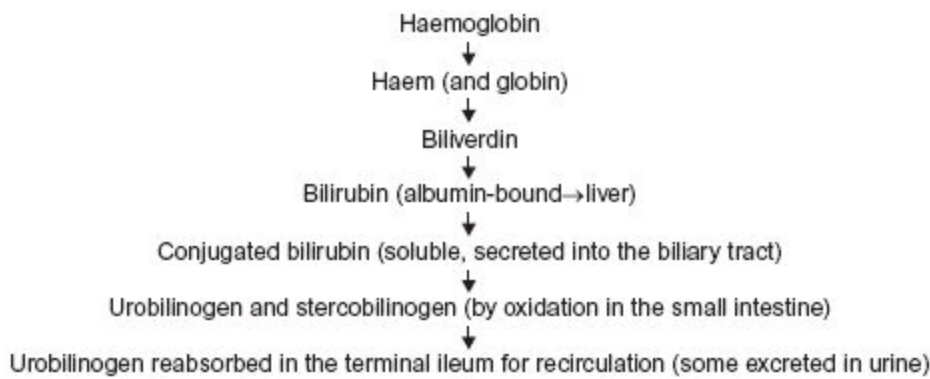 Haemoglobin
Haem (and globin)
Biliverdin
Bilirubin (albumin-bound→liver)
Conjugated bilirubin (soluble, secreted into the biliary tract)
Urobilinogen and stercobilinogen (by oxidation in the small intestine)
Urobilinogen reabsorbed in the terminal ileum for recirculation (some excreted in urine)